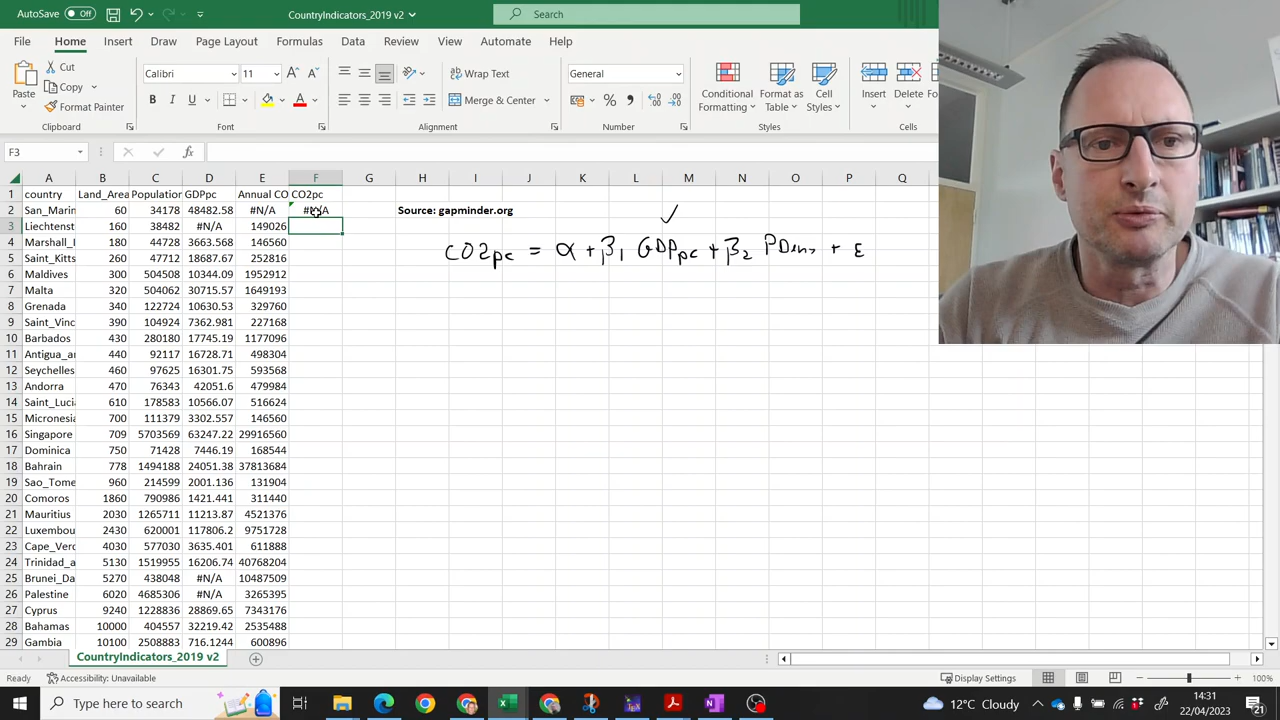 AutoSave Off CountryIndicators_2019 v2 Search
File Home Insert Draw Page Layout Formulas Data Review View Automate Help
Paste Cut Copy Format Painter Calibri 11 Wrap Text Merge & Center General Conditional Formatting Format as Table Cell Styles Insert Delete
Clipboard Font Alignment Number Styles Cells
F3 fx
A B C D E F G H I J K L M N O P Q
1 country Land_Area Population GDPpc Annual CO CO2pc
2 San_Marin 60 34178 48482.58 #N/A #N/A Source: gapminder.org
3 Liechtenst 160 38482 #N/A 149026
CO2pc = α + β1 GDPpc + β2 PDens + ε
4 Marshall_I 180 44728 3663.568 146560
5 Saint_Kitts 260 47712 18687.67 252816
6 Maldives 300 504508 10344.09 1952912
7 Malta 320 504062 30715.57 1649193
8 Grenada 340 122724 10630.53 329760
9 Saint_Vinc 390 104924 7362.981 227168
10 Barbados 430 280180 17745.19 1177096
11 Antigua_ar 440 92117 16728.71 498304
12 Seychelles 460 97625 16301.75 593568
13 Andorra 470 76343 42051.6 479984
14 Saint_Luci 610 178583 10566.07 516624
15 Micronesia 700 111379 3302.557 146560
16 Singapore 709 5703569 63247.22 29916560
17 Dominica 750 71428 7446.19 168544
18 Bahrain 778 1494188 24051.38 37813684
19 Sao_Tome 960 214599 2001.136 131904
20 Comoros 1860 790986 1421.441 311440
21 Mauritius 2030 1265711 11213.87 4521376
22 Luxembou 2430 620001 117806.2 9751728
23 Cape_Verd 4030 577030 3635.401 611888
24 Trinidad_a 5130 1519955 16206.74 40768204
25 Brunei_Da 5270 438048 #N/A 10487509
26 Palestine 6020 4685306 #N/A 3265395
27 Cyprus 9240 1228836 28869.65 7343176
28 Bahamas 10000 404557 32219.42 2535488
29 Gambia 10100 2508883 716.1244 600896
CountryIndicators_2019 v2
Ready Accessibility: Unavailable Display Settings 100%
Type here to search 12°C Cloudy 14:31
22/04/2023 21